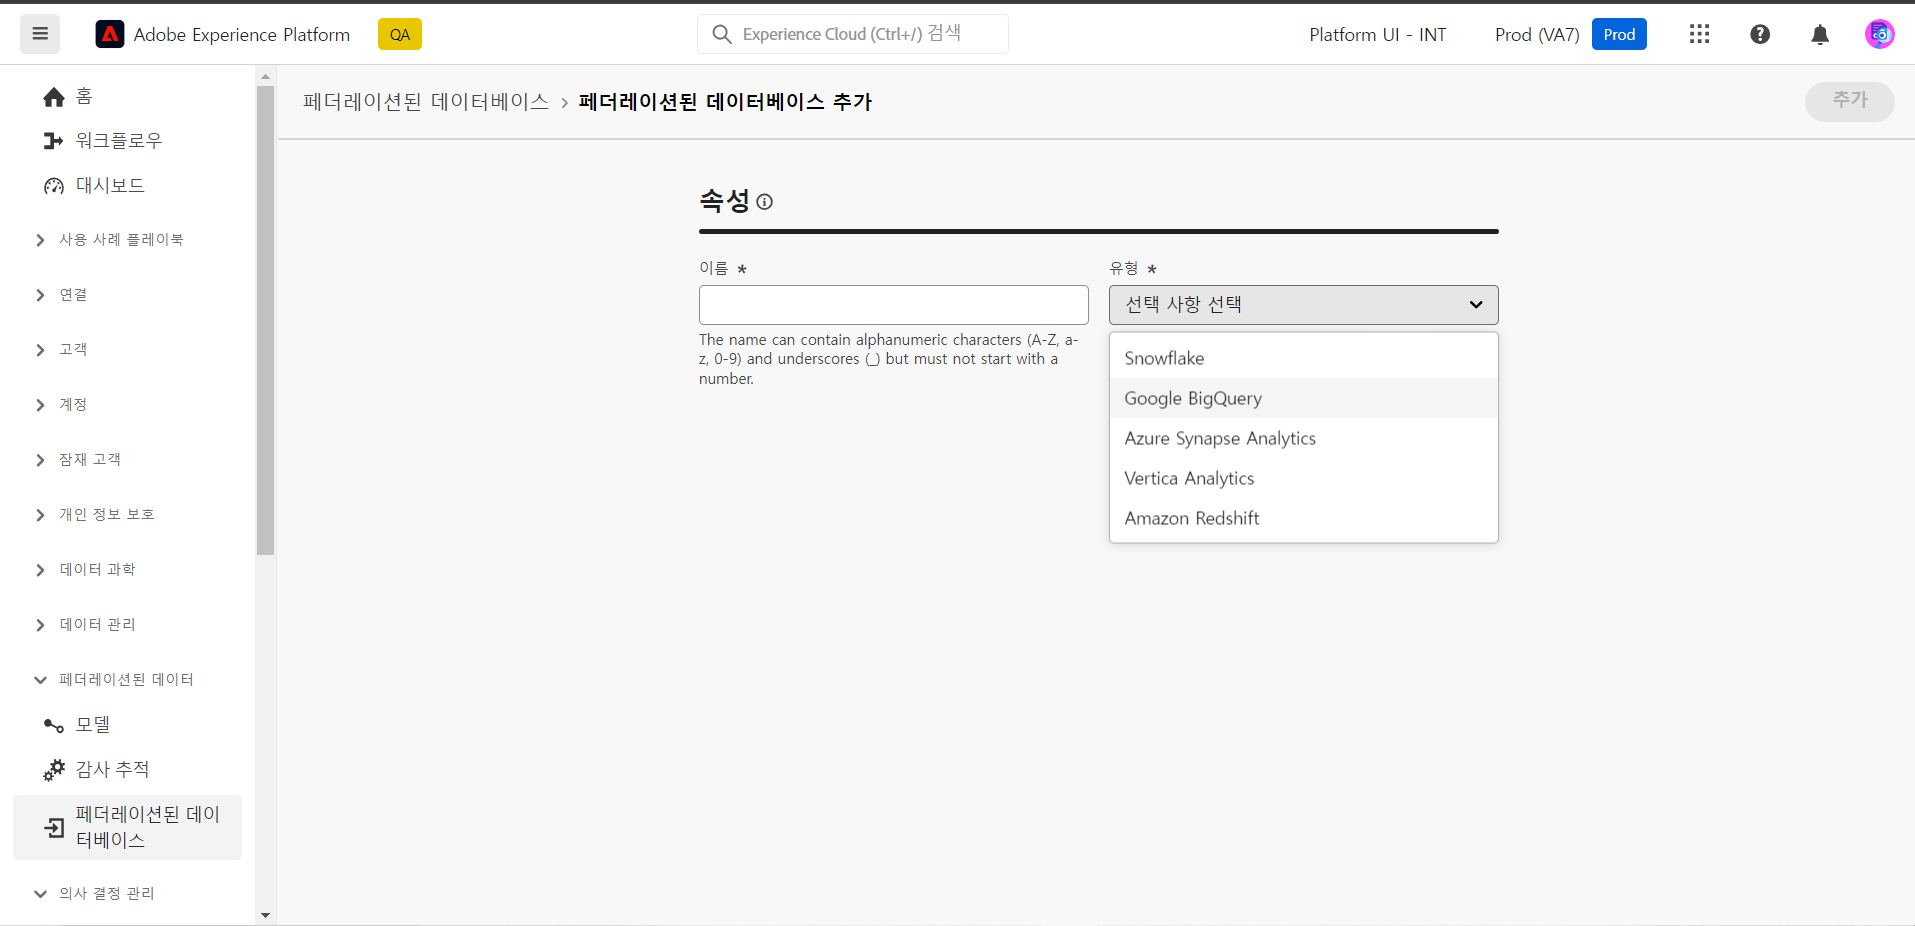 Adobe Experience Platform
QA
Experience Cloud (Ctrl+/) 검색
Platform UI - INT
Prod (VA7)
Prod
홈
워크플로우
대시보드
사용 사례 플레이북
연결
고객
계정
잠재 고객
개인 정보 보호
데이터 과학
데이터 관리
페더레이션된 데이터
모델
감사 추적
페더레이션된 데이
터베이스
의사 결정 관리
페더레이션된 데이터베이스 > 페더레이션된 데이터베이스 추가
추가
속성
이름 *
The name can contain alphanumeric characters (A-Z, a-
z, 0-9) and underscores (_) but must not start with a
number.
유형 *
선택 사항 선택
Snowflake
Google BigQuery
Azure Synapse Analytics
Vertica Analytics
Amazon Redshift